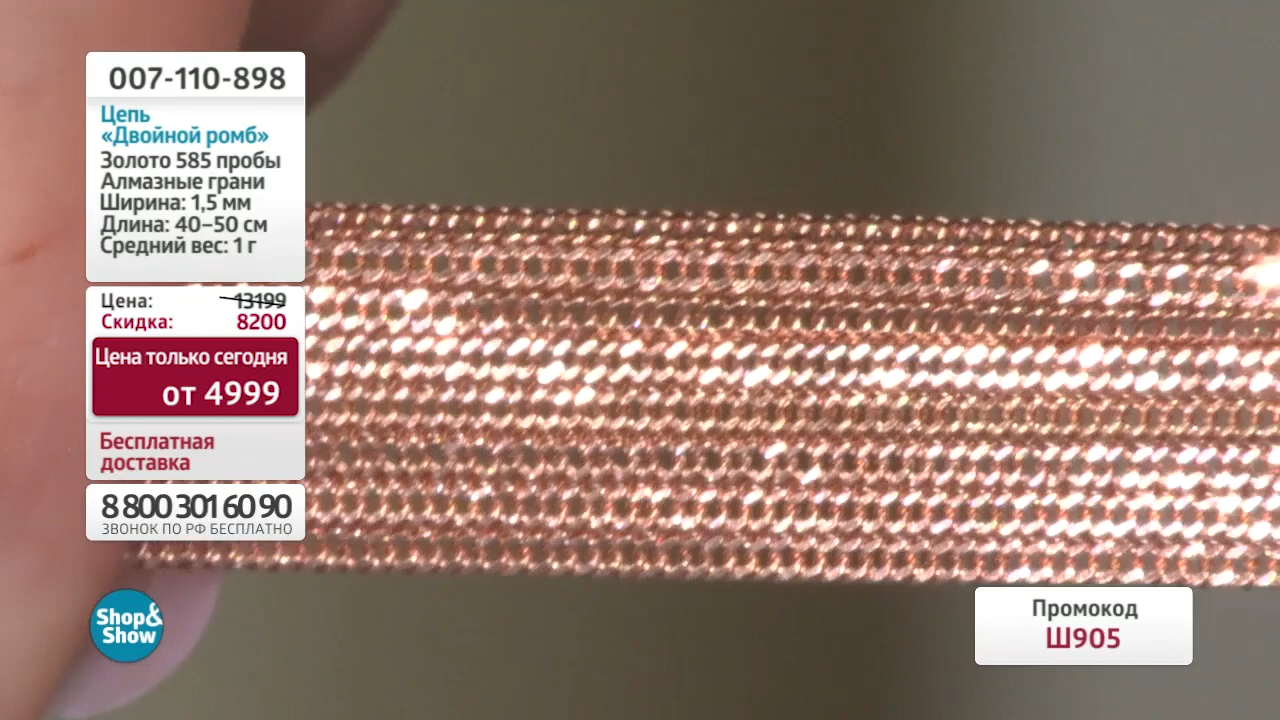 007-110-898
Цепь
«Двойной ромб»
Золото 585 пробы
Алмазные грани
Ширина: 1,5 мм
Длина: 40–50 см
Средний вес: 1 г
Цена: 13199
Скидка: 8200
Цена только сегодня
от 4999
Бесплатная
доставка
8 800 301 60 90
ЗВОНОК ПО РФ БЕСПЛАТНО
Shop&
Show
Промокод
Ш905